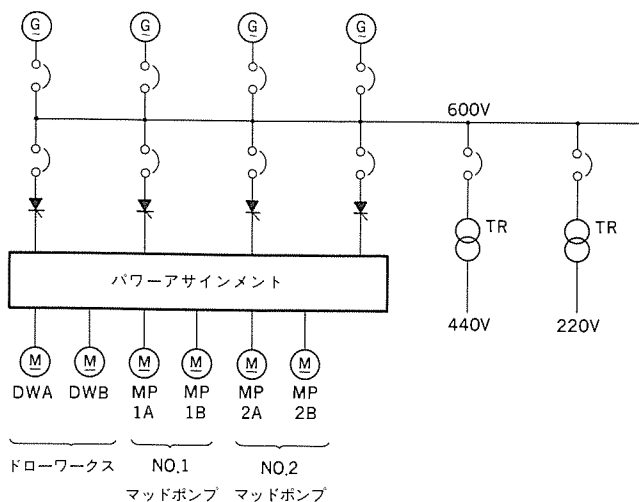 G G G G
600V
TR TR
パワーアサインメント
440V 220V
M M M M M M
DWA DWB MP MP MP MP
1A 1B 2A 2B
ドローワークス NO.1 NO.2
マッドポンプ マッドポンプ